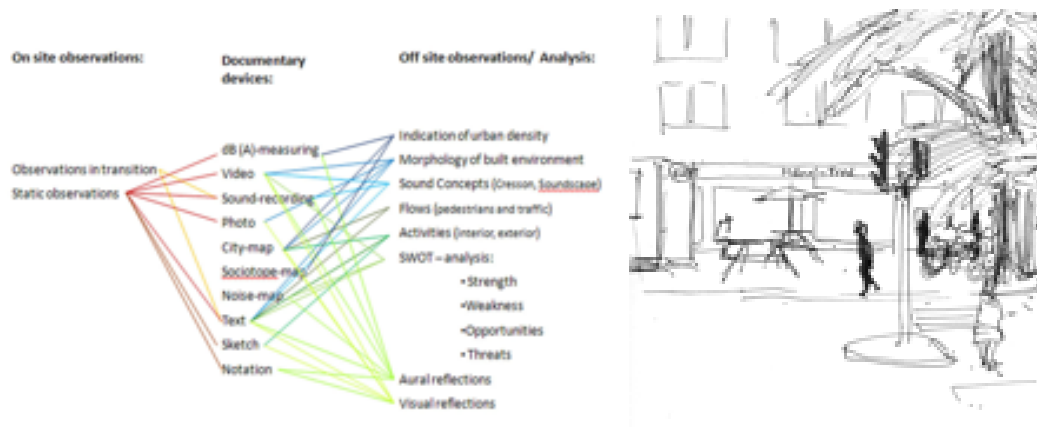 On site observations:
Observations in transition
Static observations
Documentary
devices:
dB (A)-measuring
Video
Sound-recording
Photo
City-map
Sociotope-map
Noise-map
Text
Sketch
Notation
Off site observations/ Analysis:
Indication of urban density
Morphology of built environment
Sound Concepts (Cresson, Soundscape)
Flows (pedestrians and traffic)
Activities (interior, exterior)
SWOT – analysis:
• Strength
• Weakness
• Opportunities
• Threats
Aural reflections
Visual reflections